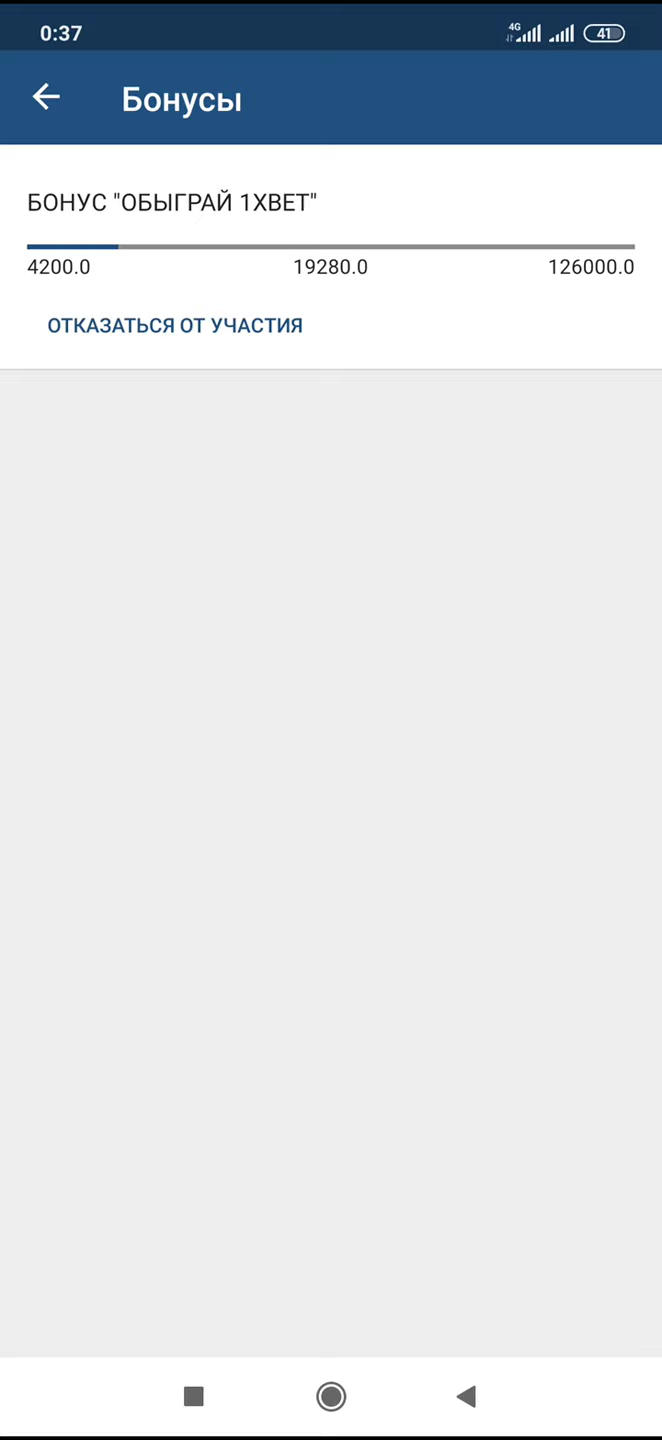 0:37
4G
41
Бонусы
БОНУС "ОБЫГРАЙ 1XBET"
4200.0
19280.0
126000.0
ОТКАЗАТЬСЯ ОТ УЧАСТИЯ